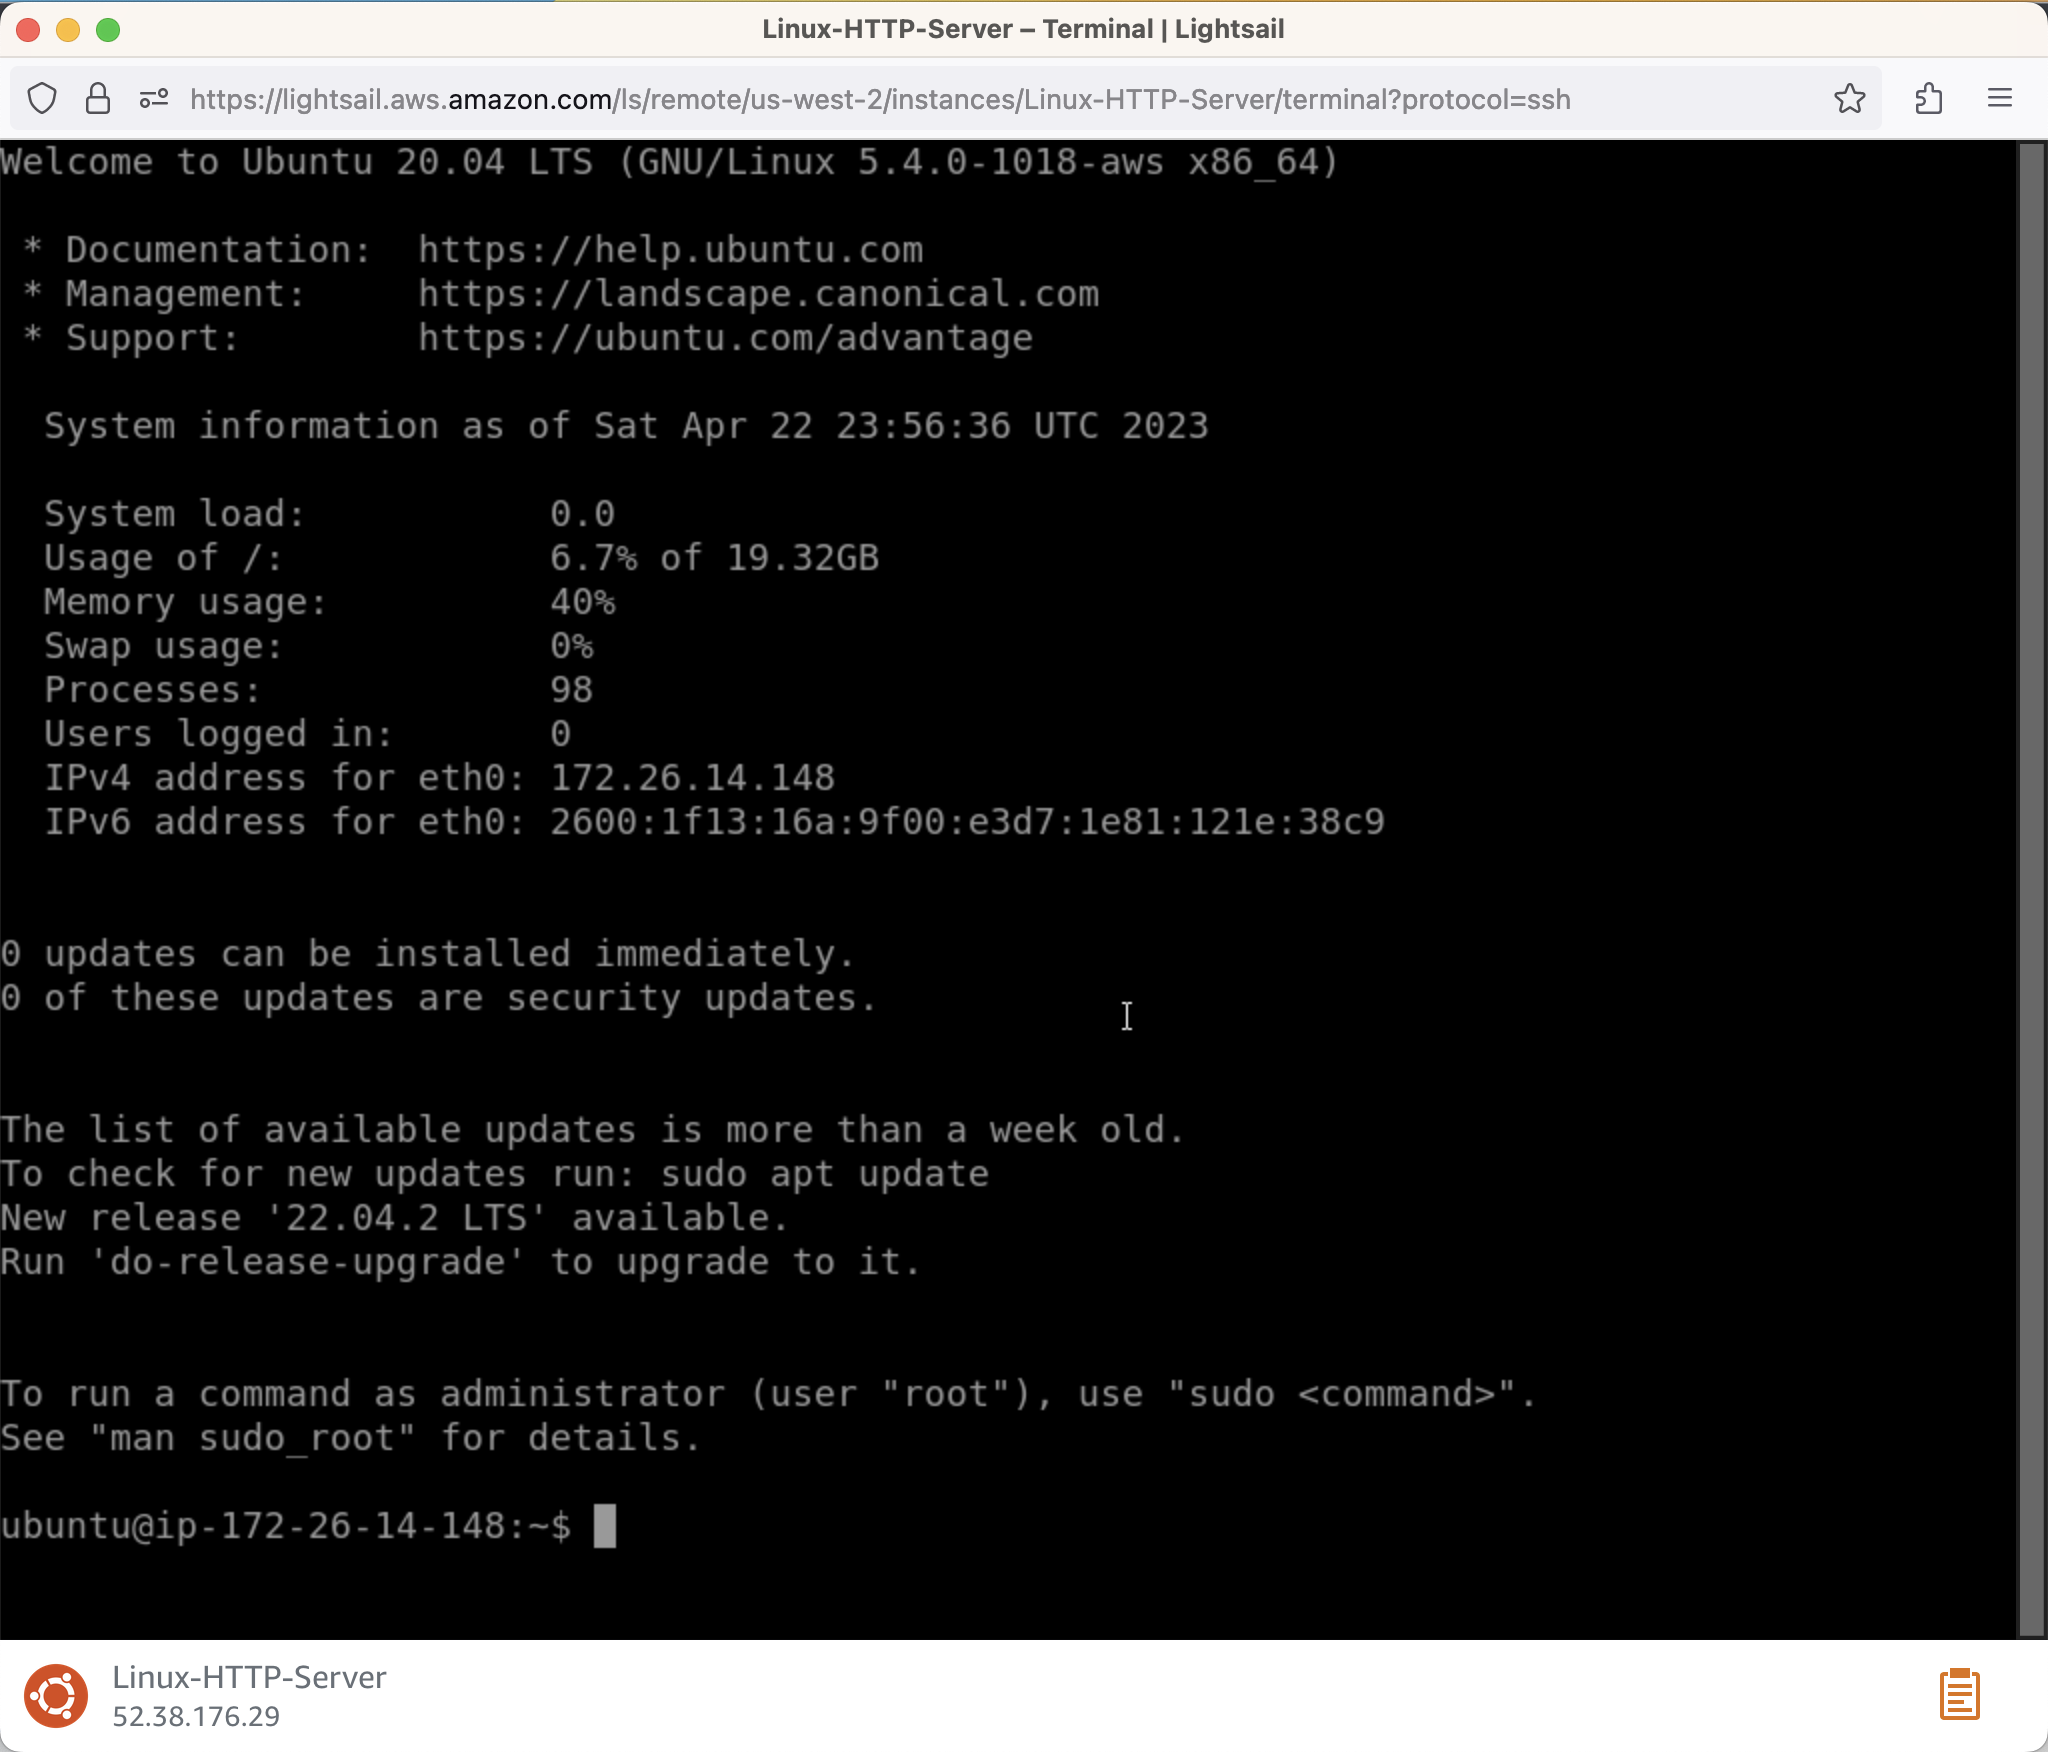 Linux-HTTP-Server – Terminal | Lightsail
https://lightsail.aws.amazon.com/ls/remote/us-west-2/instances/Linux-HTTP-Server/terminal?protocol=ssh
Welcome to Ubuntu 20.04 LTS (GNU/Linux 5.4.0-1018-aws x86_64)
* Documentation:  https://help.ubuntu.com
* Management:     https://landscape.canonical.com
* Support:        https://ubuntu.com/advantage
System information as of Sat Apr 22 23:56:36 UTC 2023
System load:           0.0
Usage of /:            6.7% of 19.32GB
Memory usage:          40%
Swap usage:            0%
Processes:             98
Users logged in:       0
IPv4 address for eth0: 172.26.14.148
IPv6 address for eth0: 2600:1f13:16a:9f00:e3d7:1e81:121e:38c9
0 updates can be installed immediately.
0 of these updates are security updates.
The list of available updates is more than a week old.
To check for new updates run: sudo apt update
New release '22.04.2 LTS' available.
Run 'do-release-upgrade' to upgrade to it.
To run a command as administrator (user "root"), use "sudo <command>".
See "man sudo_root" for details.
ubuntu@ip-172-26-14-148:~$
Linux-HTTP-Server
52.38.176.29